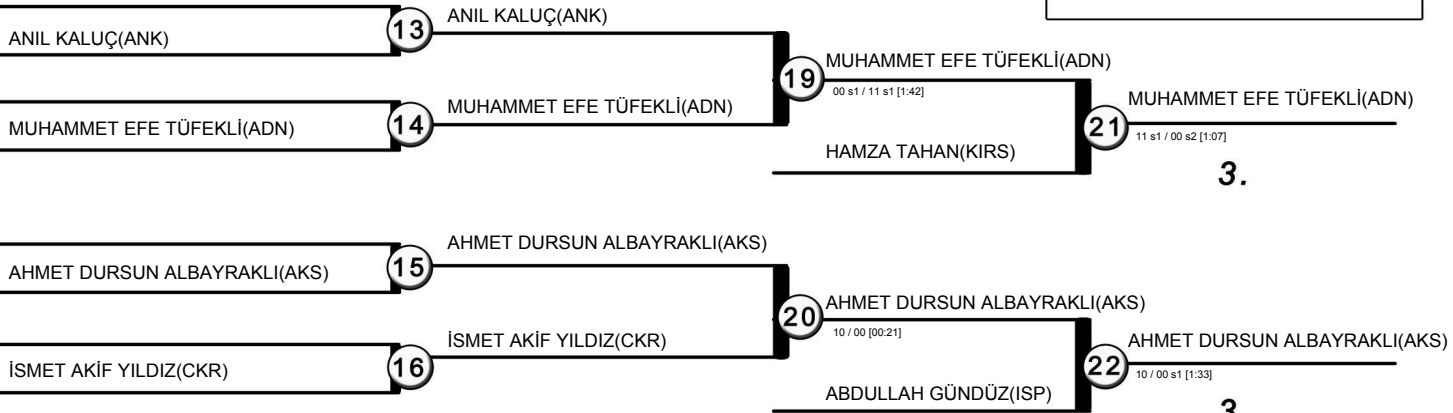 ANIL KALUÇ(ANK)
13
ANIL KALUÇ(ANK)
MUHAMMET EFE TÜFEKLİ(ADN)
14
MUHAMMET EFE TÜFEKLİ(ADN)
19
MUHAMMET EFE TÜFEKLİ(ADN)
00 s1 / 11 s1 [1:42]
HAMZA TAHAN(KIRS)
21
MUHAMMET EFE TÜFEKLİ(ADN)
11 s1 / 00 s2 [1:07]
3.
AHMET DURSUN ALBAYRAKLI(AKS)
15
AHMET DURSUN ALBAYRAKLI(AKS)
İSMET AKİF YILDIZ(CKR)
16
İSMET AKİF YILDIZ(CKR)
20
AHMET DURSUN ALBAYRAKLI(AKS)
10 / 00 [00:21]
ABDULLAH GÜNDÜZ(ISP)
22
AHMET DURSUN ALBAYRAKLI(AKS)
10 / 00 s1 [1:33]